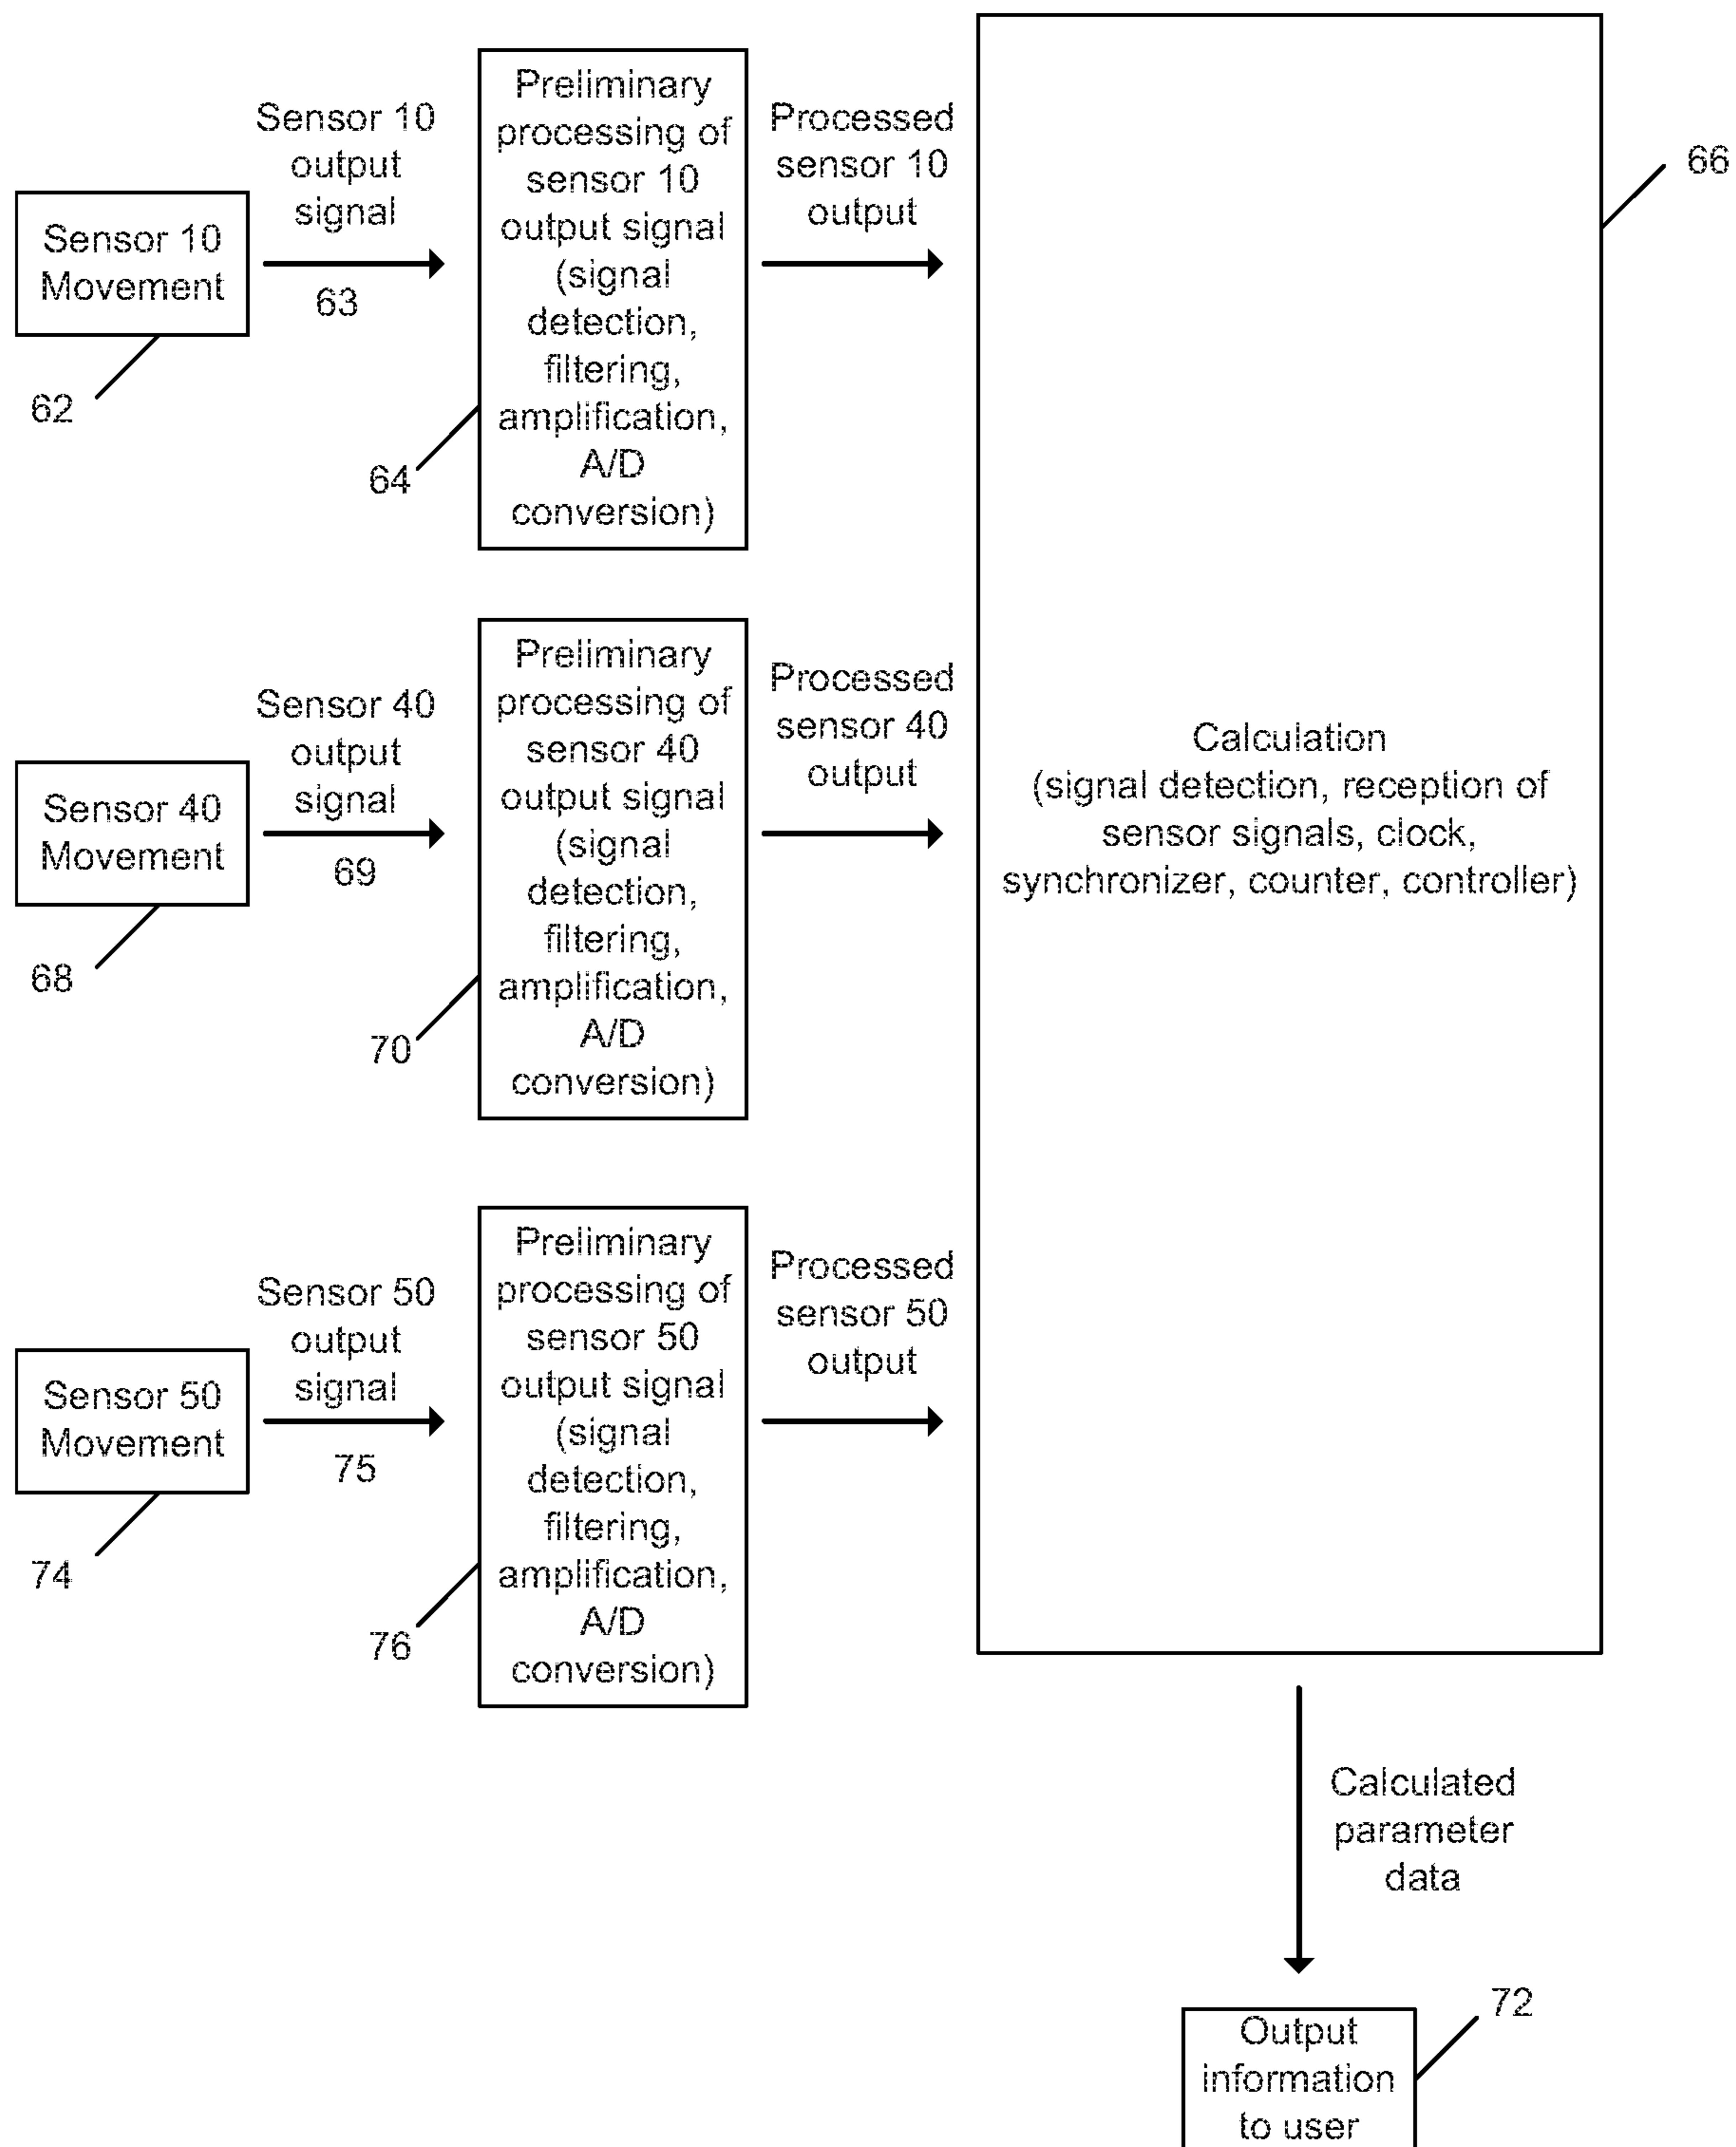 Sensor 10
Movement
62
Sensor 10
output
signal
63
Preliminary
processing of
sensor 10
output signal
(signal
detection,
filtering,
amplification,
A/D
conversion)
64
Processed
sensor 10
output
66
Sensor 40
Movement
68
Sensor 40
output
signal
69
Preliminary
processing of
sensor 40
output signal
(signal
detection,
filtering,
amplification,
A/D
conversion)
70
Processed
sensor 40
output
Calculation
(signal detection, reception of
sensor signals, clock,
synchronizer, counter, controller)
Sensor 50
Movement
74
Sensor 50
output
signal
75
Preliminary
processing of
sensor 50
output signal
(signal
detection,
filtering,
amplification,
A/D
conversion)
76
Processed
sensor 50
output
Calculated
parameter
data
72
Output
information
to user